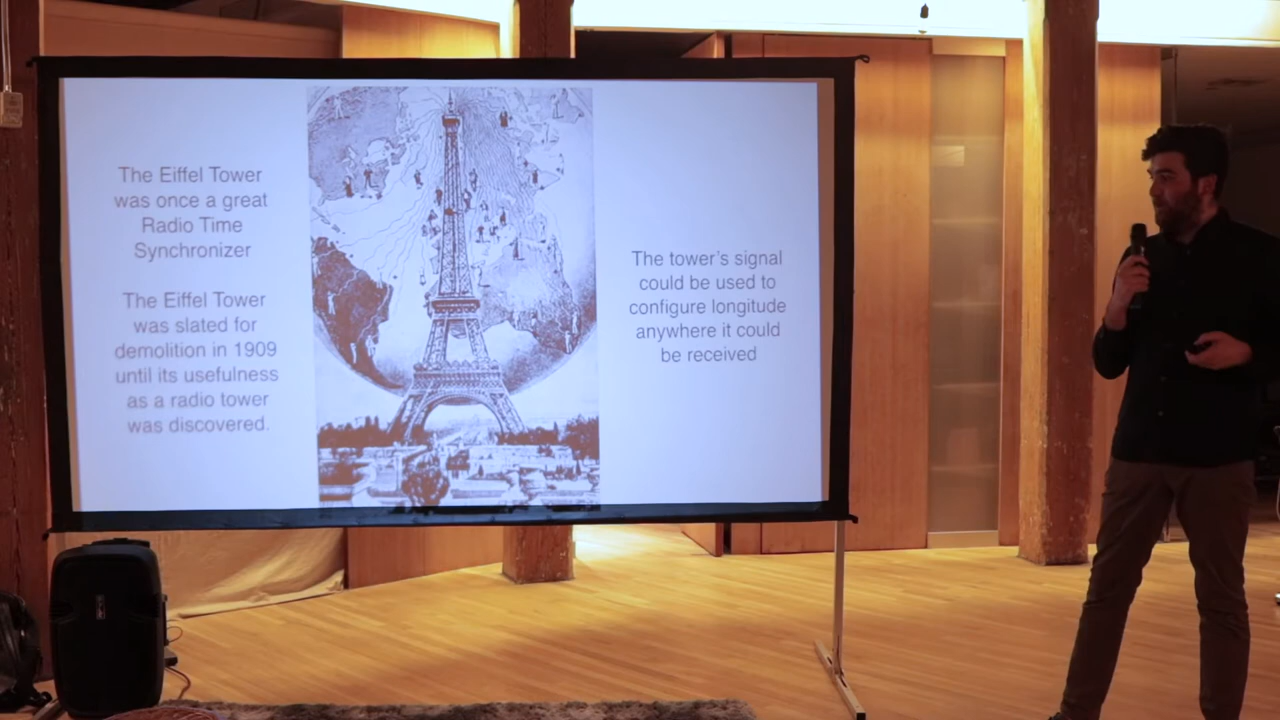 The Eiffel Tower
was once a great
Radio Time
Synchronizer
The Eiffel Tower
was slated for
demolition in 1909
until its usefulness
as a radio tower
was discovered.
The tower's signal
could be used to
configure longitude
anywhere it could
be received